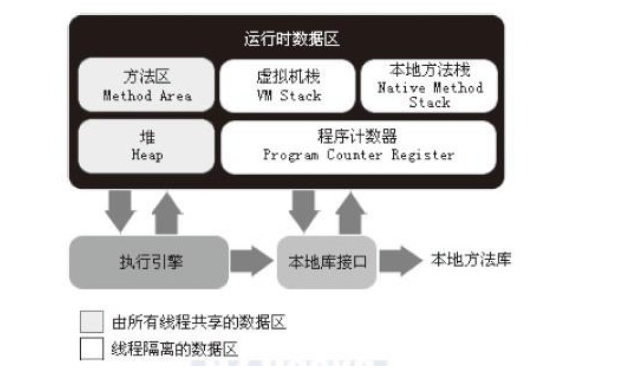 运行时数据区
方法区
Method Area
虚拟机栈
VM Stack
本地方法栈
Native Method
Stack
堆
Heap
程序计数器
Program Counter Register
执行引擎
本地库接口
本地方法库
由所有线程共享的数据区
线程隔离的数据区